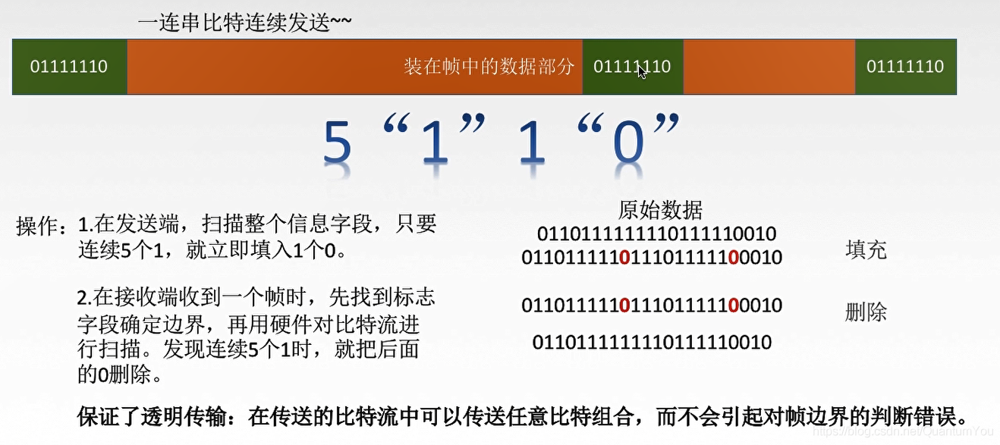 一连串比特连续发送~~
01111110 装在帧中的数据部分 01111110 01111110
5 “1” 1 “0”
操作：1.在发送端，扫描整个信息字段，只要
连续5个1，就立即填入1个0。
2.在接收端收到一个帧时，先找到标志
字段确定边界，再用硬件对比特流进
行扫描。发现连续5个1时，就把后面
的0删除。
原始数据
0110111111110111110010
011011111011101111100010
填充
011011111011101111100010
删除
0110111111110111110010
保证了透明传输：在传送的比特流中可以传送任意比特组合，而不会引起对帧边界的判断错误。
https://blog.csdn.net/QuantumYou